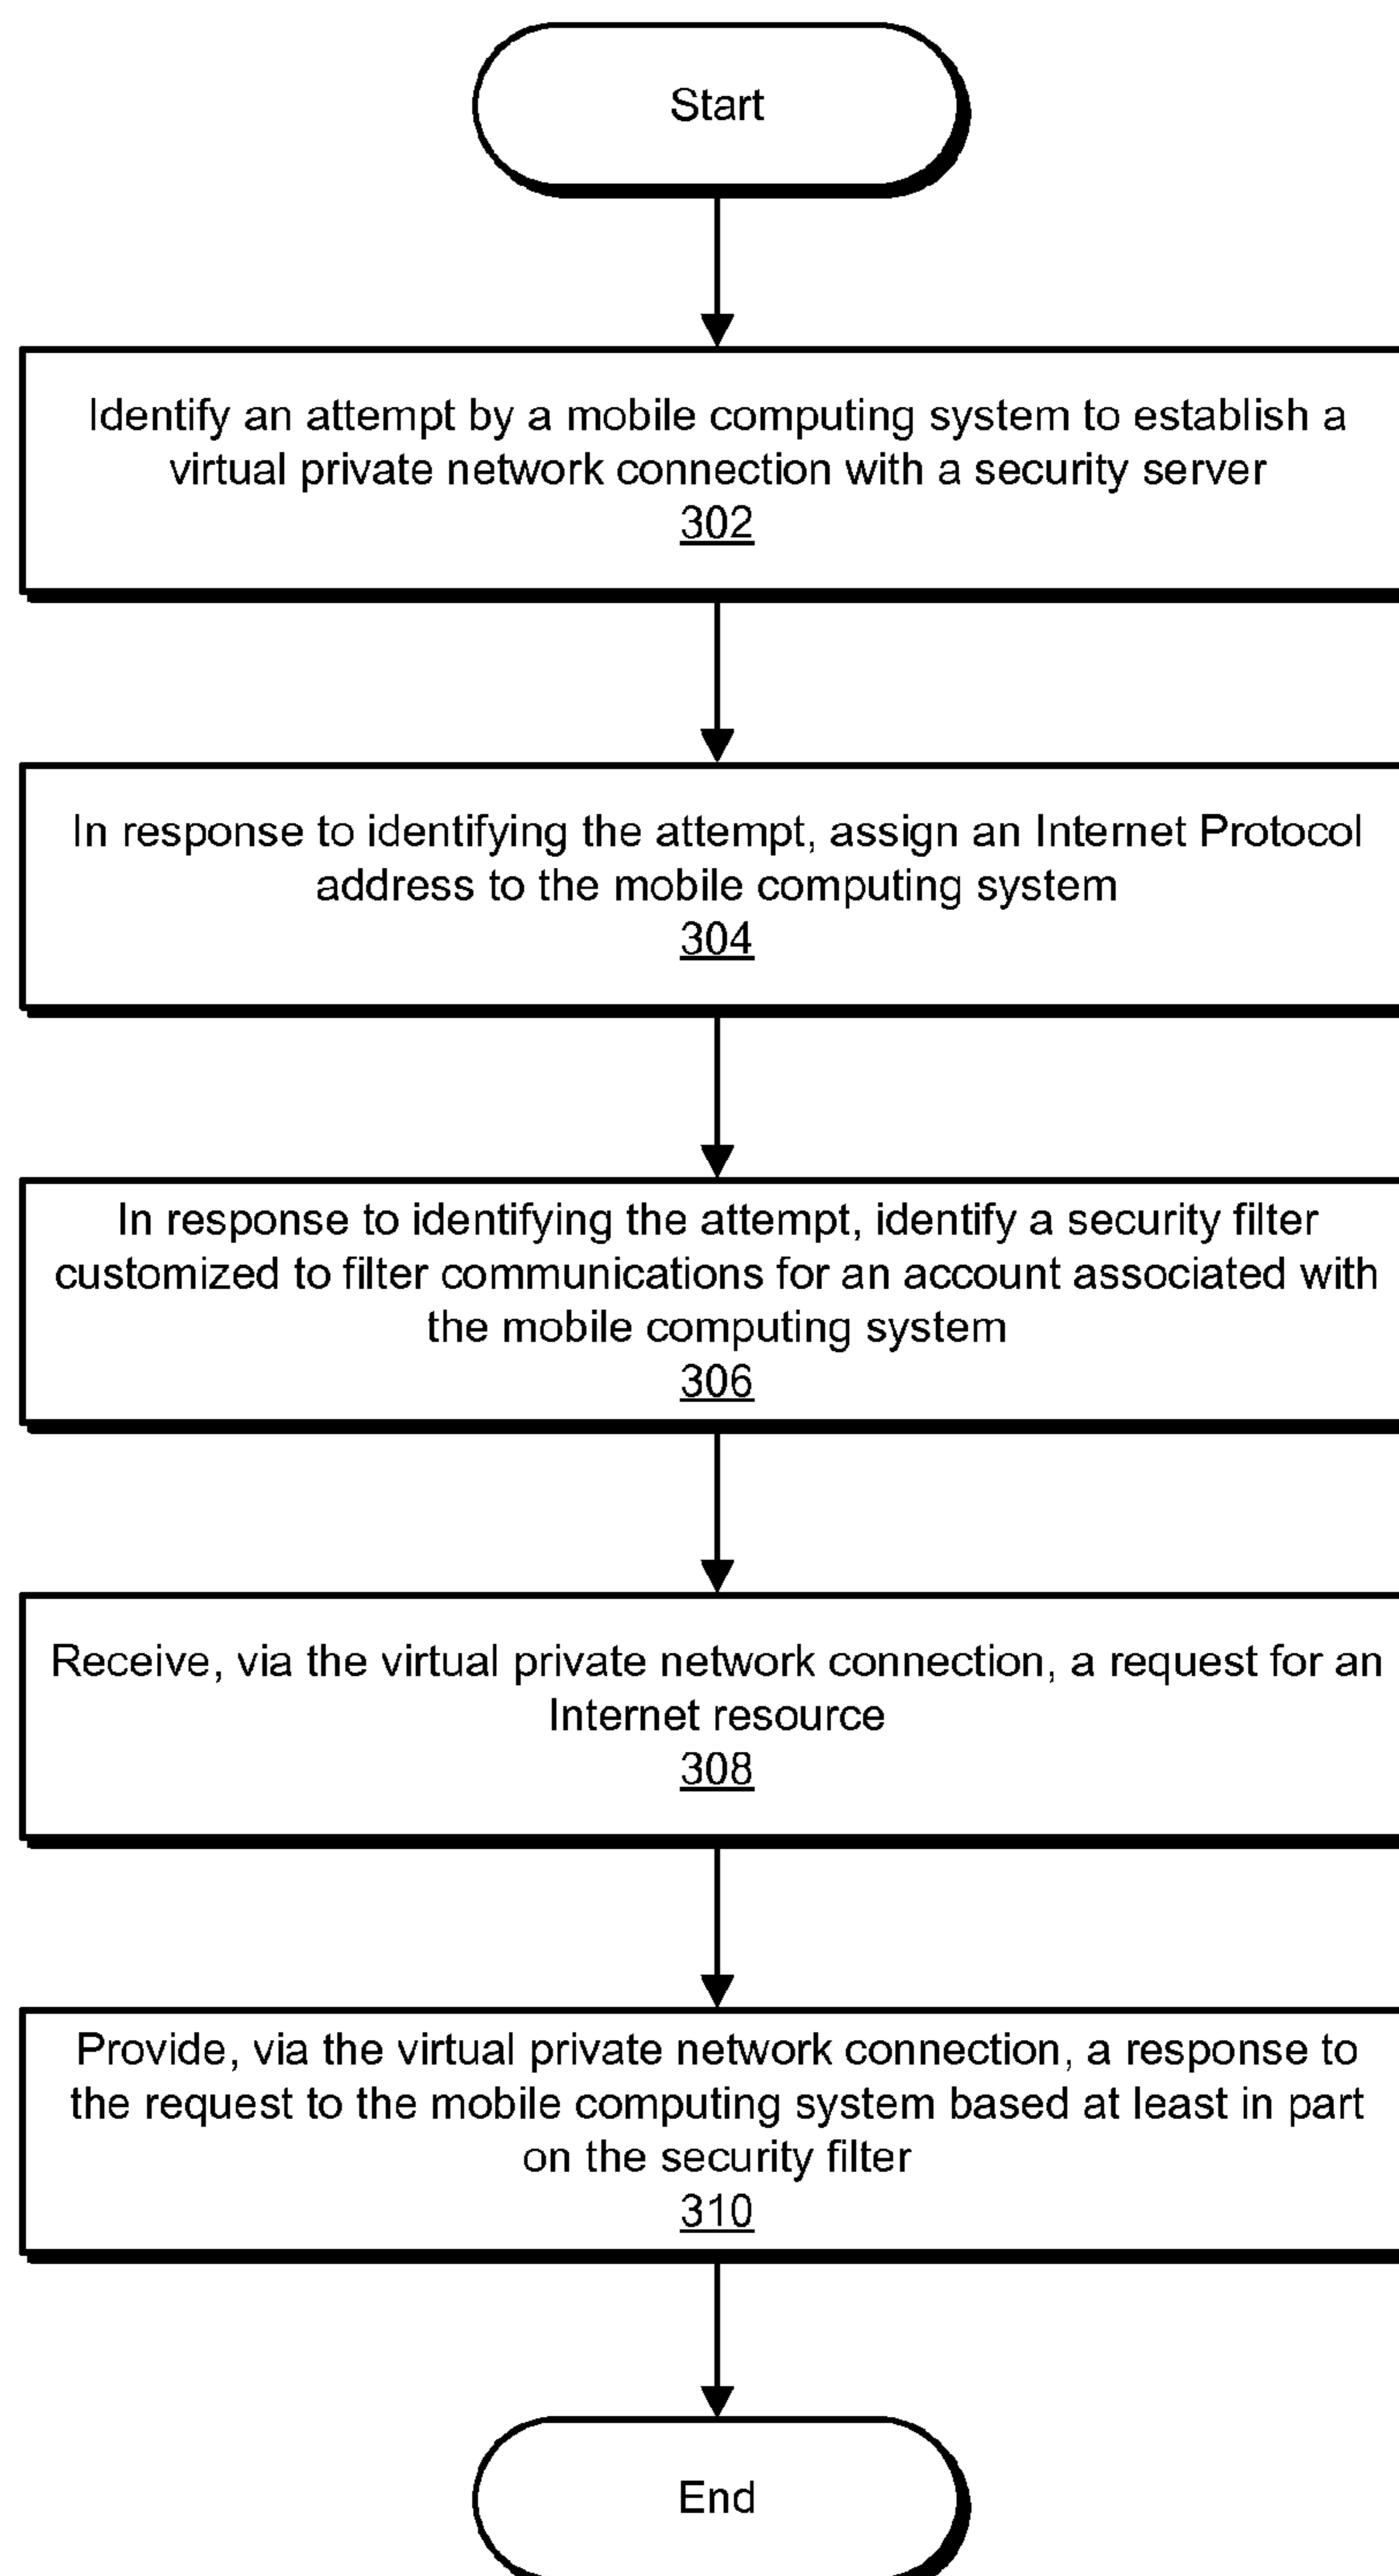 Start
Identify an attempt by a mobile computing system to establish a
virtual private network connection with a security server
302
In response to identifying the attempt, assign an Internet Protocol
address to the mobile computing system
304
In response to identifying the attempt, identify a security filter
customized to filter communications for an account associated with
the mobile computing system
306
Receive, via the virtual private network connection, a request for an
Internet resource
308
Provide, via the virtual private network connection, a response to
the request to the mobile computing system based at least in part
on the security filter
310
End